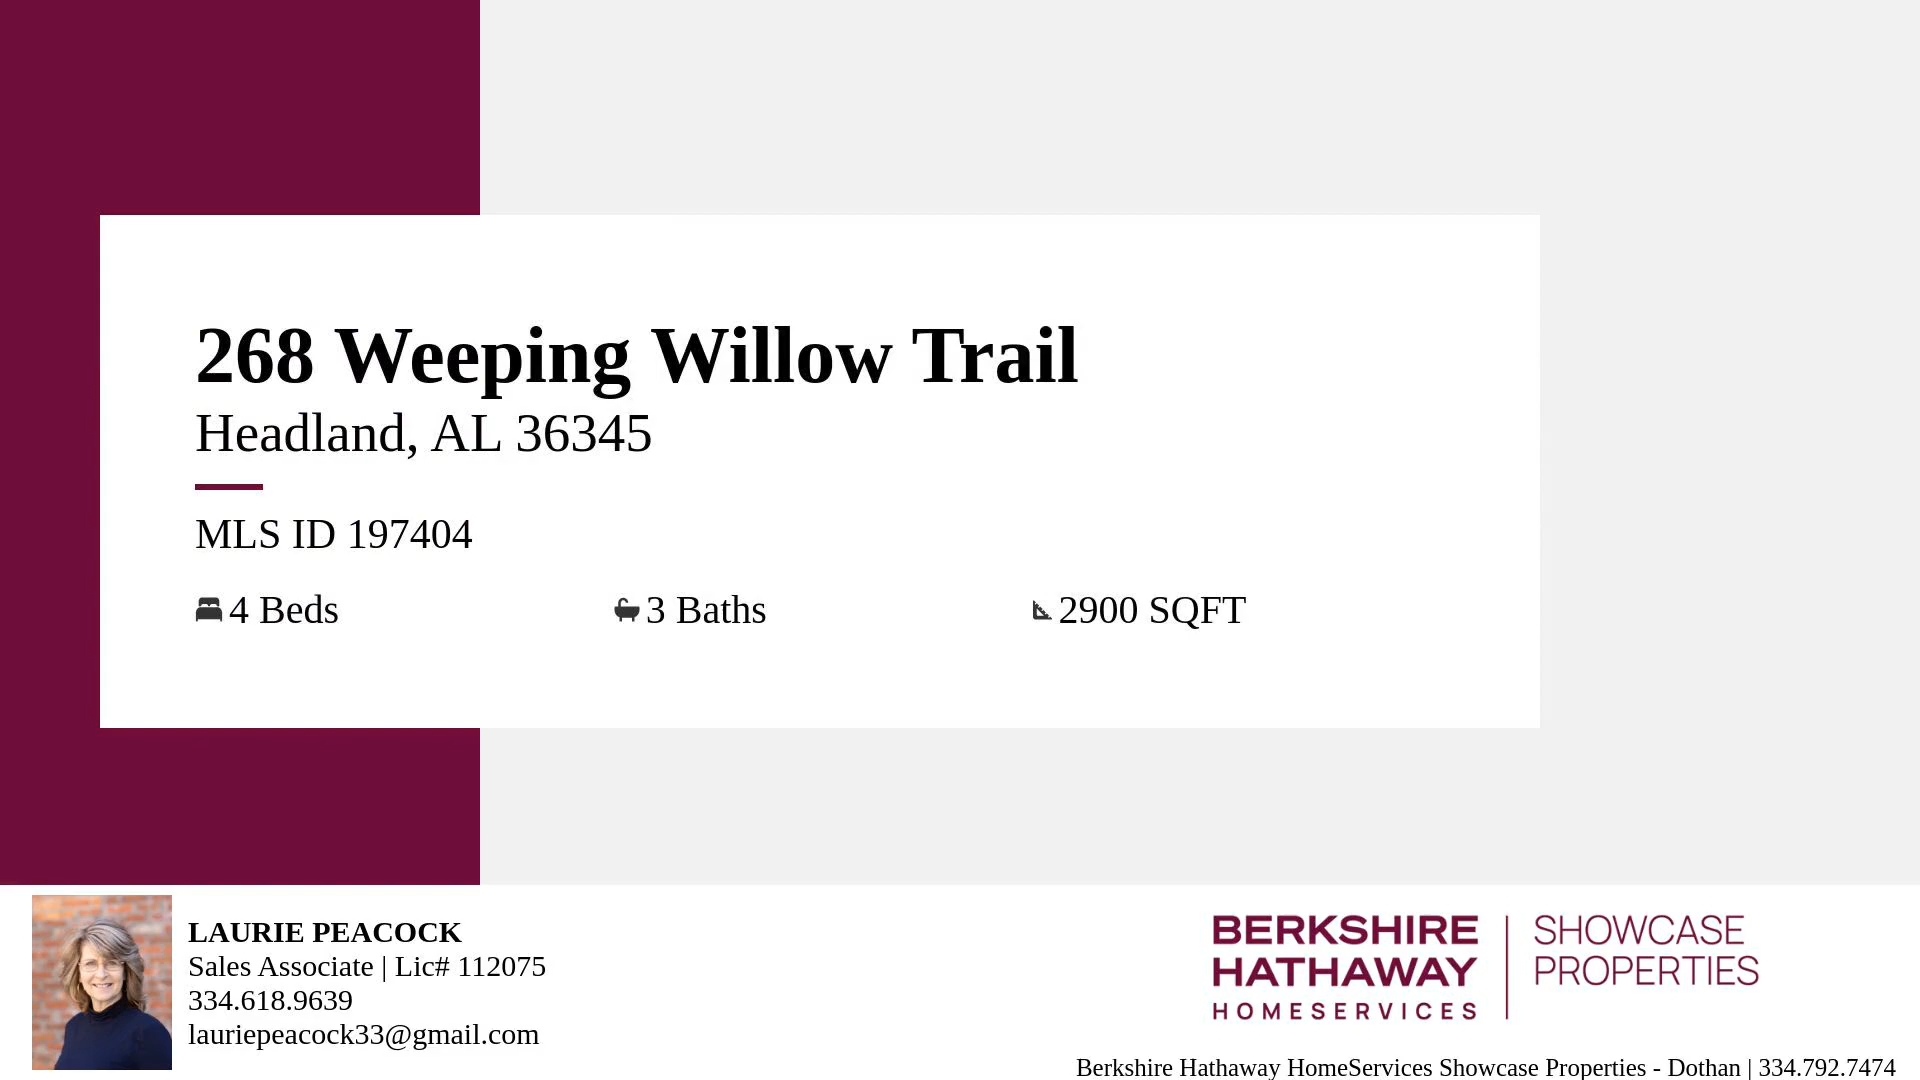 268 Weeping Willow Trail
Headland, AL 36345
MLS ID 197404
4 Beds
3 Baths
2900 SQFT
LAURIE PEACOCK
Sales Associate | Lic# 112075
334.618.9639
lauriepeacock33@gmail.com
BERKSHIRE
HATHAWAY
HOMESERVICES
SHOWCASE
PROPERTIES
Berkshire Hathaway HomeServices Showcase Properties - Dothan | 334.792.7474